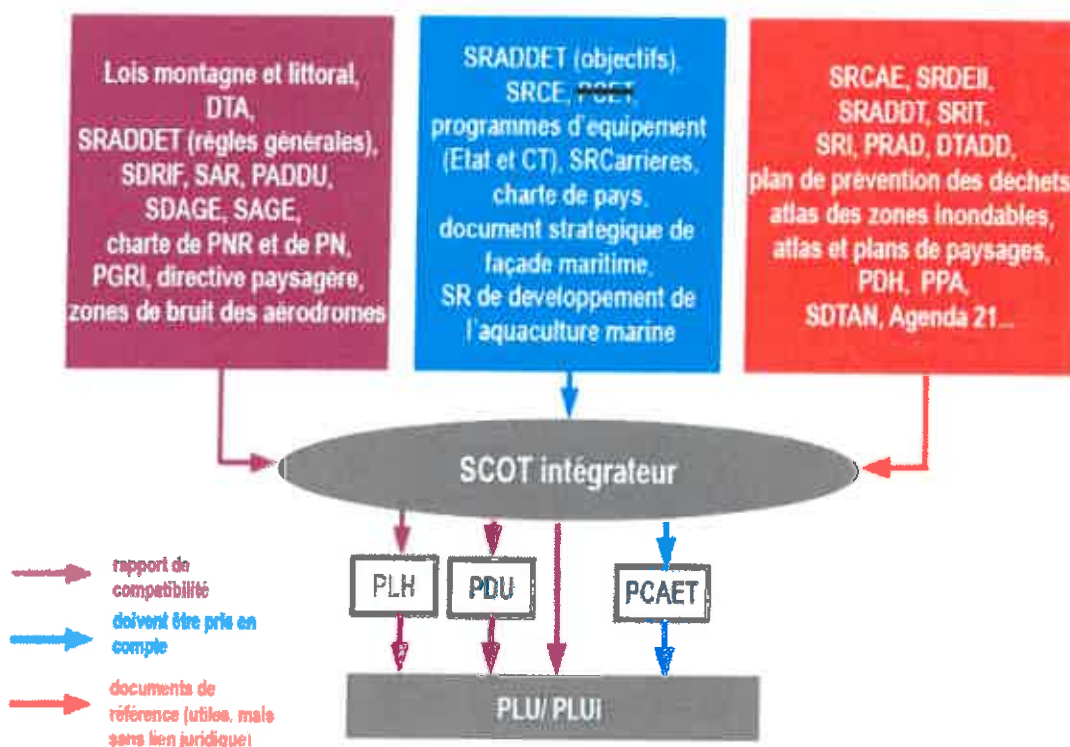 Lois montagne et littoral,
DTA,
SRADDET (règles générales),
SDRIF, SAR, PADDU,
SDAGE, SAGE,
charte de PNR et de PN,
PGRI, directive paysagère,
zones de bruit des aérodromes
SRADDET (objectifs),
SRCE, PCET,
programmes d'équipement
(Etat et CT), SRCarrieres,
charte de pays,
document stratégique de
façade maritime,
SR de developpement de
l'aquaculture marine
SRCAE, SRDEII,
SRADDT, SRIT,
SRI, PRAD, DTADD,
plan de prévention des déchets
atlas des zones inondables,
atlas et plans de paysages,
PDH, PPA,
SDTAN, Agenda 21...
SCOT intégrateur
PLH
PDU
PCAET
PLU/ PLUi
rapport de
compatibilité
doivent être pris en
compte
documents de
référence (utiles, mais
sans lien juridique)